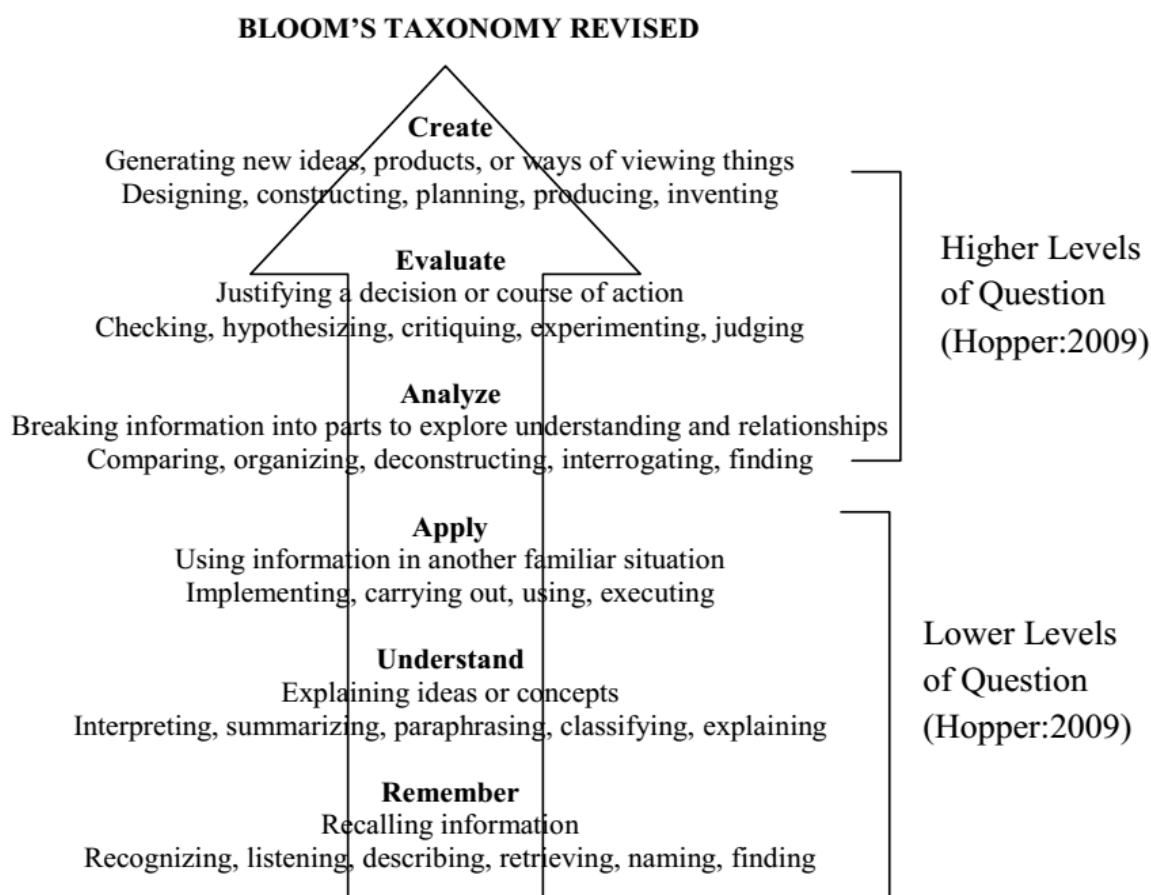 BLOOM'S TAXONOMY REVISED
Create
Generating new ideas, products, or ways of viewing things
Designing, constructing, planning, producing, inventing
Evaluate
Justifying a decision or course of action
Checking, hypothesizing, critiquing, experimenting, judging
Analyze
Breaking information into parts to explore understanding and relationships
Comparing, organizing, deconstructing, interrogating, finding
Higher Levels
of Question
(Hopper:2009)
Apply
Using information in another familiar situation
Implementing, carrying out, using, executing
Understand
Explaining ideas or concepts
Interpreting, summarizing, paraphrasing, classifying, explaining
Remember
Recalling information
Recognizing, listening, describing, retrieving, naming, finding
Lower Levels
of Question
(Hopper:2009)